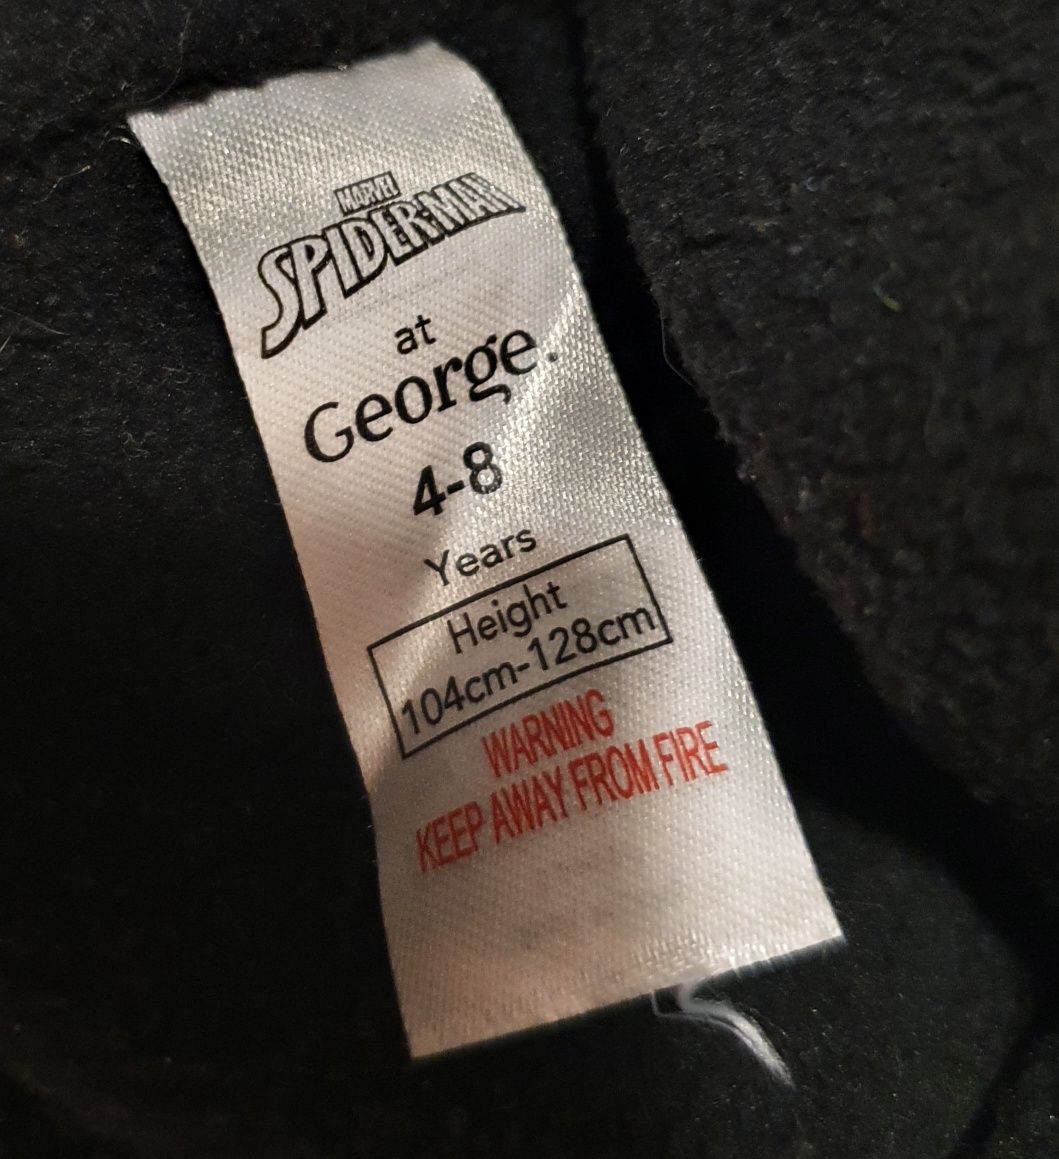 MARVEL
SPIDER-MAN
at
George.
4-8
Years
Height
104cm-128cm
WARNING
KEEP AWAY FROM FIRE